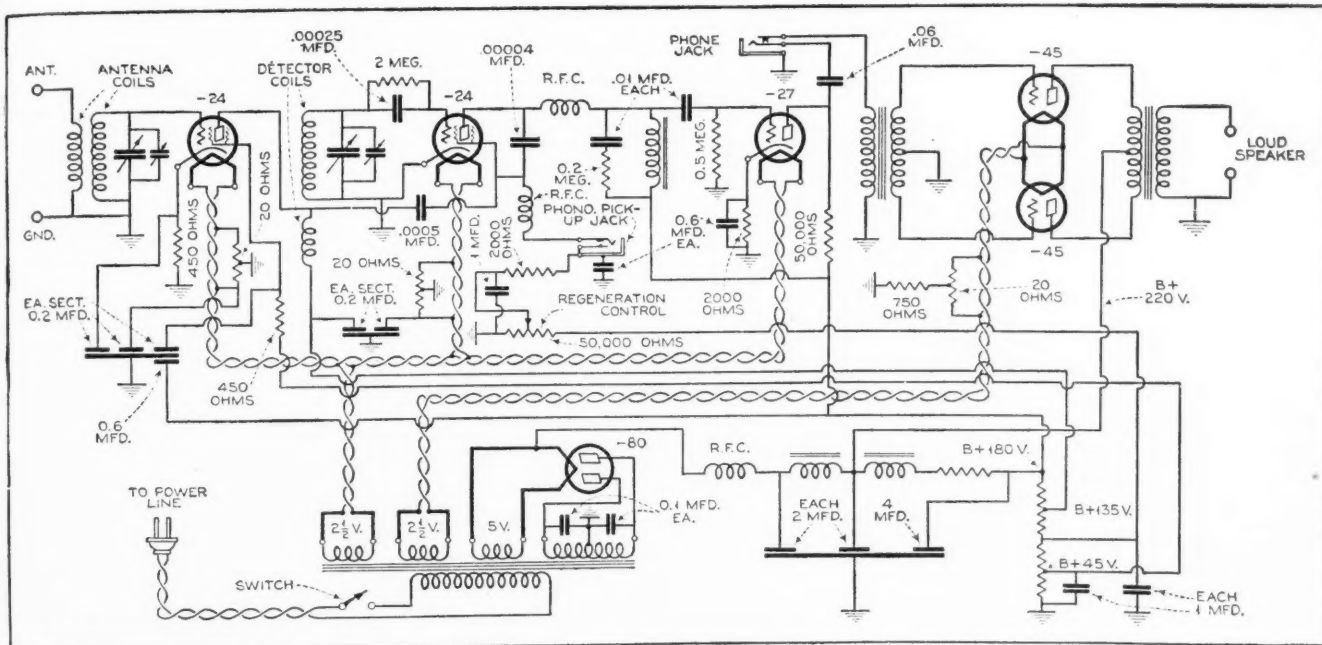 ANT.
ANTENNA
COILS
GND.
-24
450 OHMS
20 OHMS
EA. SECT.
0.2 MFD.
0.6
MFD.
450
OHMS
.00025
MFD.
2 MEG.
DETECTOR
COILS
-24
.0005
MFD.
20 OHMS
EA. SECT.
0.2 MFD.
.00004
MFD.
R.F.C.
.01 MFD.
EACH
0.2
MEG.
R.F.C.
PHONO. PICK-
UP JACK
1 MFD.
2000
OHMS
REGENERATION
CONTROL
50,000 OHMS
PHONE
JACK
.06
MFD.
-27
0.5 MEG.
0.6
MFD.
EA.
2000
OHMS
50,000
OHMS
-45
-45
LOUD
SPEAKER
750
OHMS
20
OHMS
B+
220 V.
TO POWER
LINE
SWITCH
2½ V.
2½ V.
5 V.
-80
0.1 MFD.
EA.
R.F.C.
EACH
2 MFD.
4
MFD.
B+180 V.
B+135V.
B+45 V.
EACH
1 MFD.